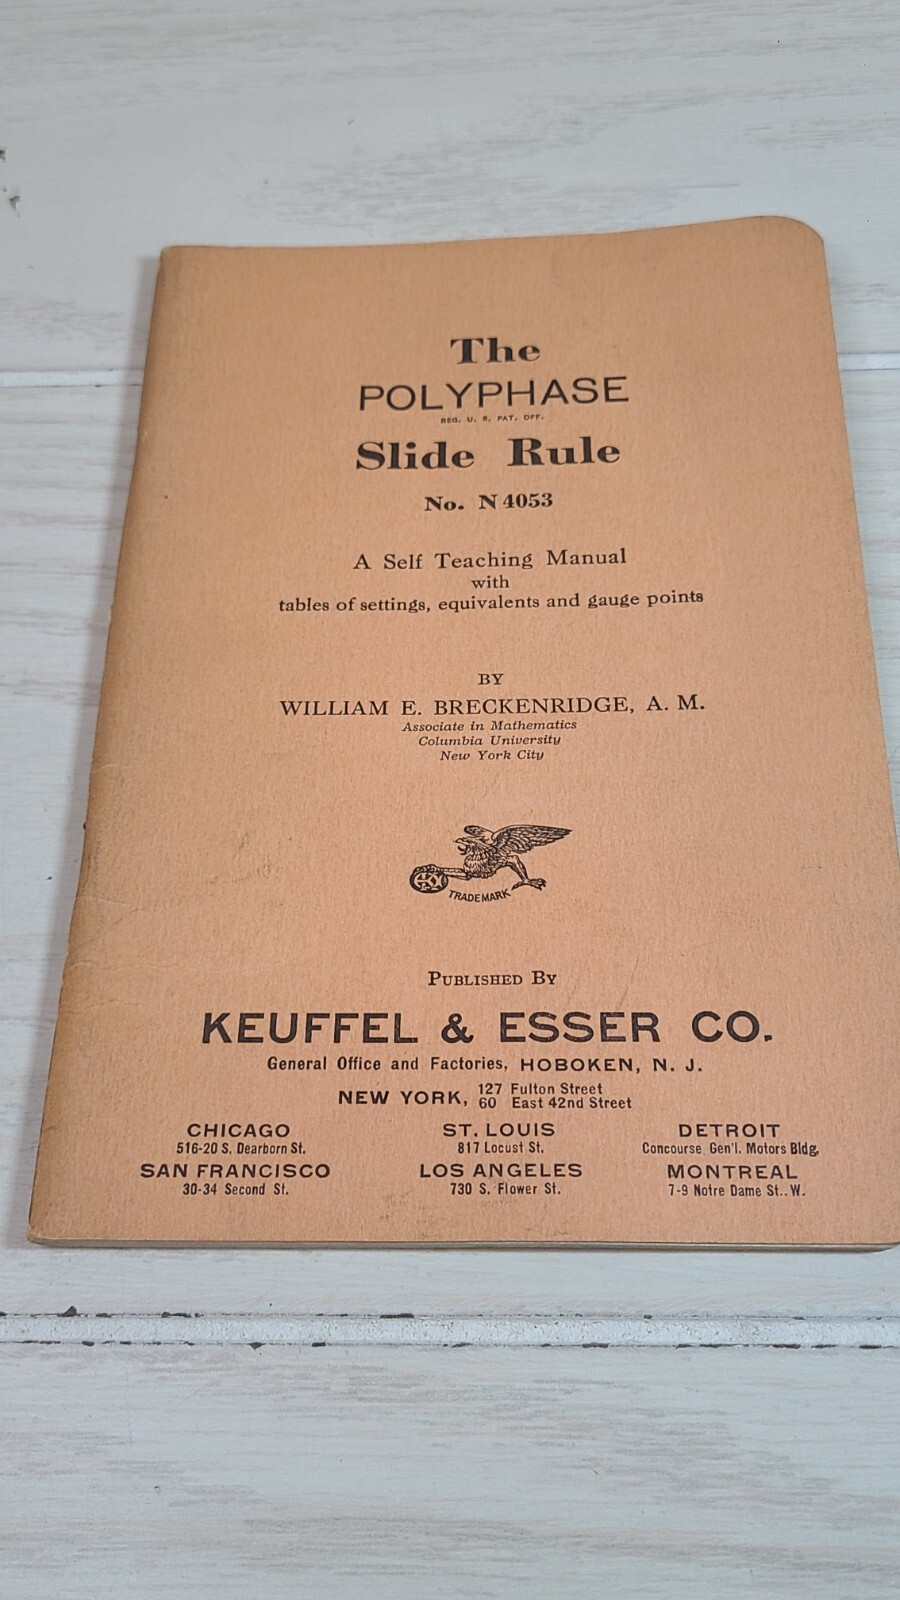 The
POLYPHASE
REG. U. S. PAT. OFF.
Slide Rule
No. N 4053
A Self Teaching Manual
with
tables of settings, equivalents and gauge points
BY
WILLIAM E. BRECKENRIDGE, A. M.
Associate in Mathematics
Columbia University
New York City
TRADEMARK
PUBLISHED BY
KEUFFEL & ESSER CO.
General Office and Factories, HOBOKEN, N. J.
NEW YORK, 127 Fulton Street
60 East 42nd Street
CHICAGO ST. LOUIS DETROIT
516-20 S. Dearborn St. 817 Locust St. Concourse Gen'l. Motors Bldg.
SAN FRANCISCO LOS ANGELES MONTREAL
30-34 Second St. 730 S. Flower St. 7-9 Notre Dame St.. W.